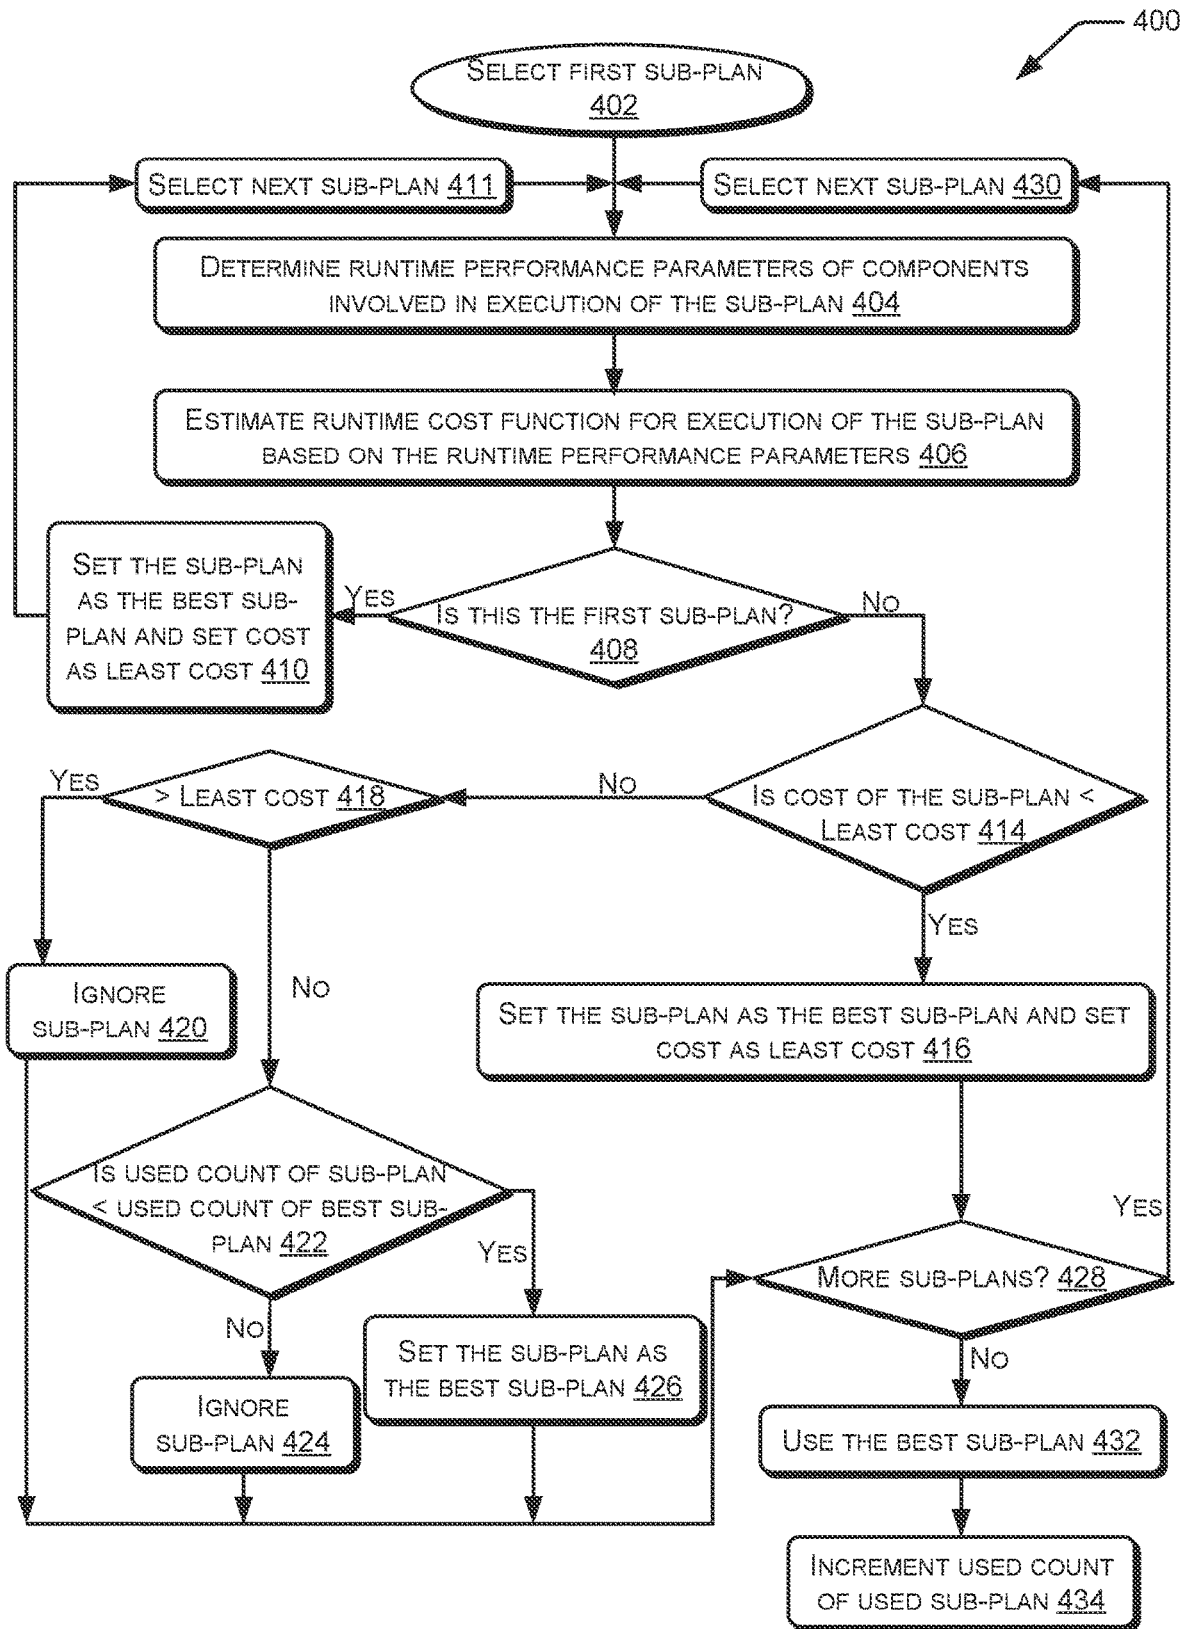 400
Select first sub-plan
402
Select next sub-plan 411
Select next sub-plan 430
Determine runtime performance parameters of components
involved in execution of the sub-plan 404
Estimate runtime cost function for execution of the sub-plan
based on the runtime performance parameters 406
Set the sub-plan
as the best sub-
plan and set cost
as least cost 410
Yes
Is this the first sub-plan?
408
No
Yes
> Least cost 418
No
Is cost of the sub-plan <
Least cost 414
Yes
Ignore
sub-plan 420
No
Set the sub-plan as the best sub-plan and set
cost as least cost 416
Is used count of sub-plan
< used count of best sub-
plan 422
Yes
Yes
More sub-plans? 428
No
No
Set the sub-plan as
the best sub-plan 426
Ignore
sub-plan 424
Use the best sub-plan 432
Increment used count
of used sub-plan 434